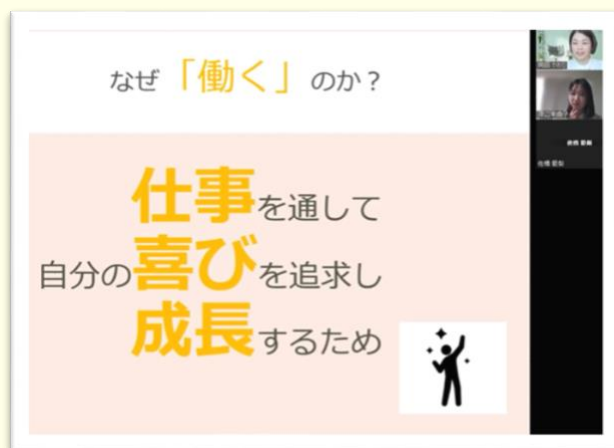 なぜ「働く」のか？
仕事を通して
自分の喜びを追求し
成長するため